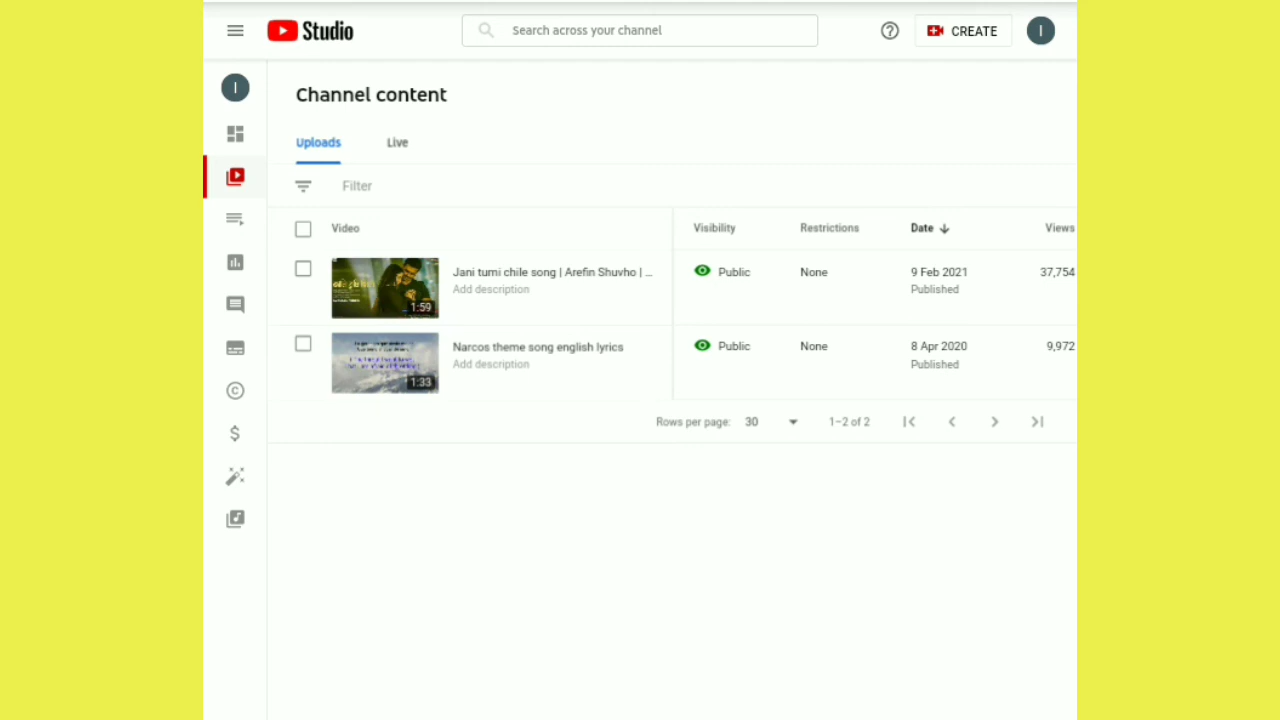 Studio
Search across your channel
CREATE
I
I
Channel content
Uploads
Live
Filter
Video
Visibility
Restrictions
Date
Views
1:59
Jani tumi chile song | Arefin Shuvho | ...
Add description
Public
None
9 Feb 2021
Published
37,754
1:33
Narcos theme song english lyrics
Add description
Public
None
8 Apr 2020
Published
9,972
Rows per page: 30
1–2 of 2